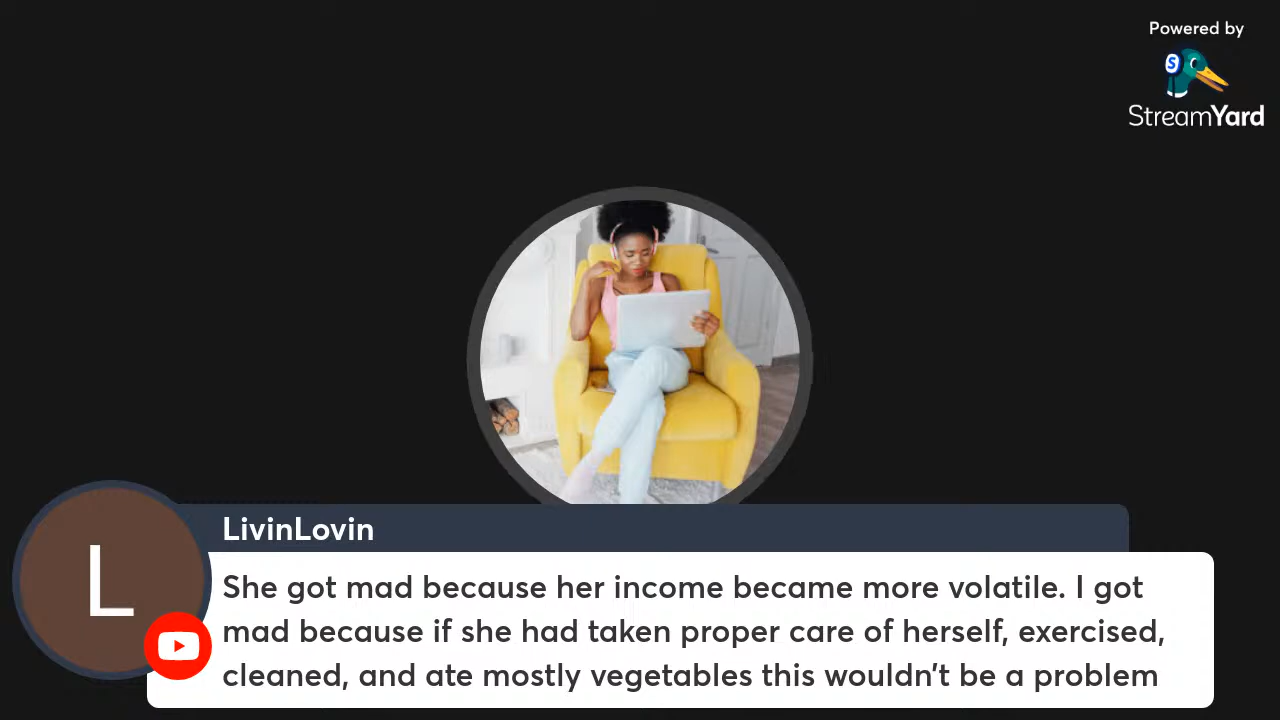 Powered by
S
StreamYard
LivinLovin
L
She got mad because her income became more volatile. I got
mad because if she had taken proper care of herself, exercised,
cleaned, and ate mostly vegetables this wouldn't be a problem